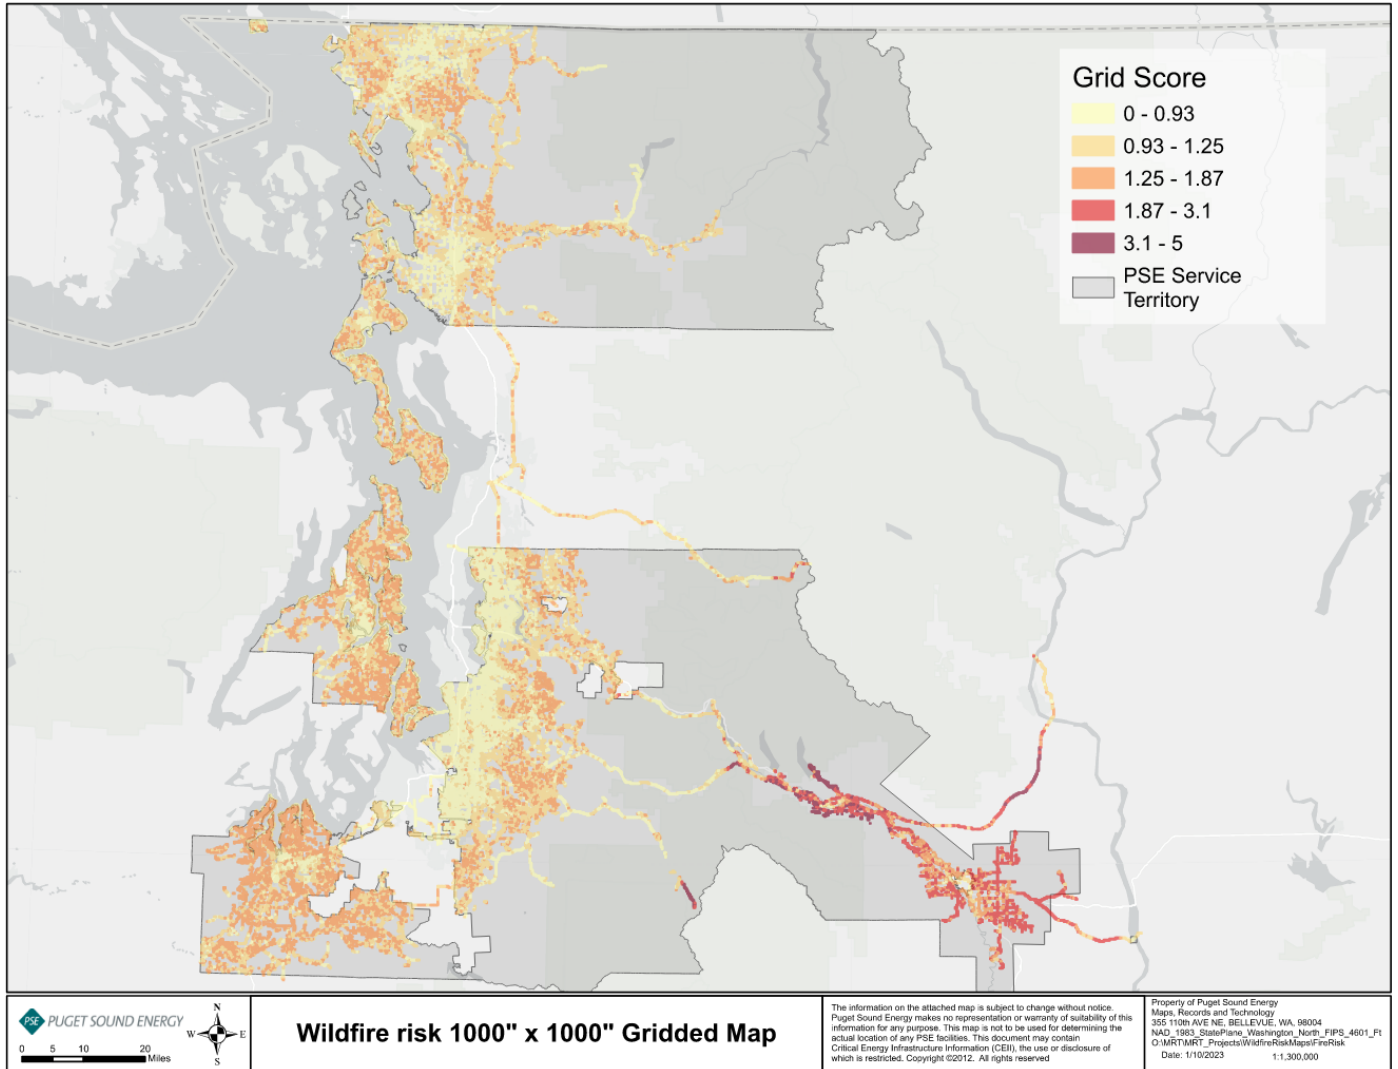 Grid Score
0 - 0.93
0.93 - 1.25
1.25 - 1.87
1.87 - 3.1
3.1 - 5
PSE Service
Territory
PSE PUGET SOUND ENERGY
N
W E
S
0 5 10 20
Miles
Wildfire risk 1000" x 1000" Gridded Map
The information on the attached map is subject to change without notice.
Puget Sound Energy makes no representation or warranty of suitability of this
information for any purpose. This map is not to be used for determining the
actual location of any PSE facilities. This document may contain
Critical Energy Infrastructure Information (CEII), the use or disclosure of
which is restricted. Copyright ©2012. All rights reserved
Property of Puget Sound Energy
Maps, Records and Technology
355 110th AVE NE, BELLEVUE, WA, 98004
NAD_1983_StatePlane_Washington_North_FIPS_4601_Ft
O:\MRT\MRT_Projects\WildfireRiskMaps\FireRisk
Date: 1/10/2023 1:1,300,000